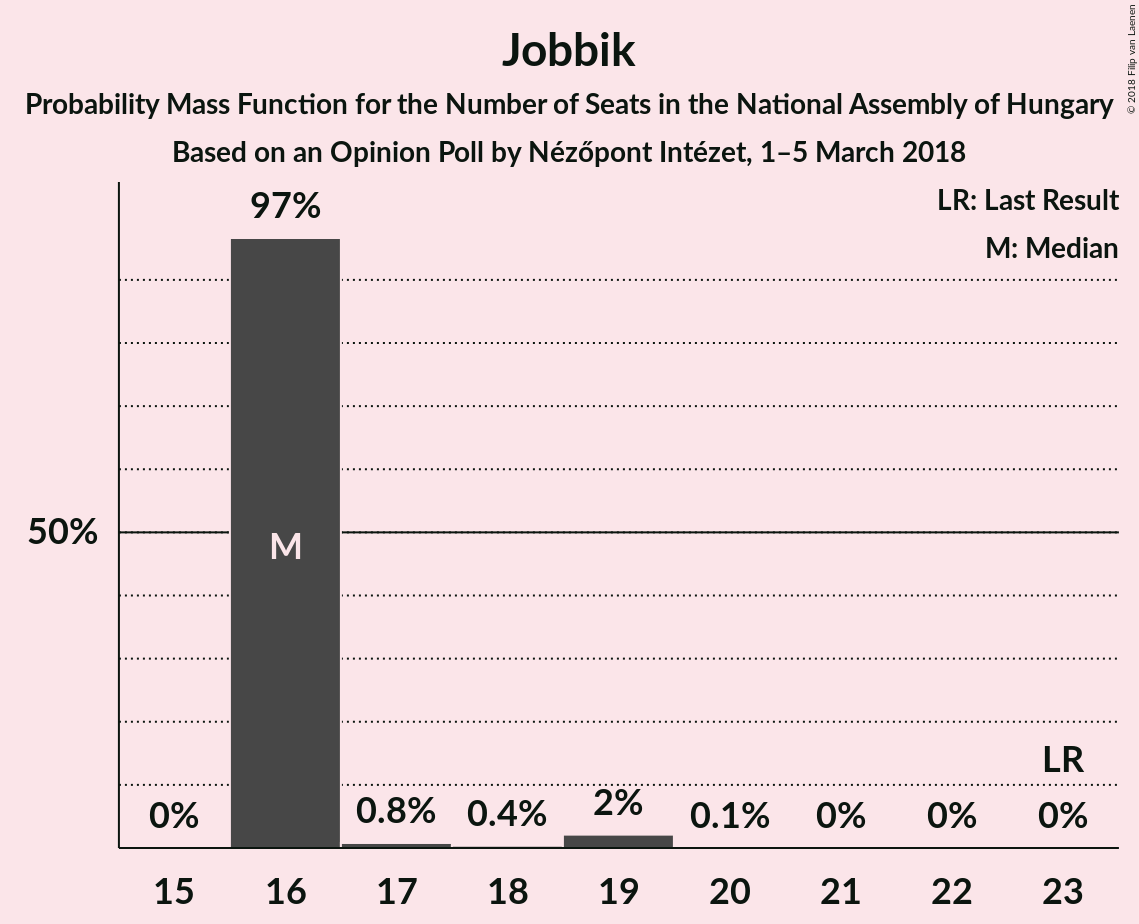 Jobbik
Probability Mass Function for the Number of Seats in the National Assembly of Hungary
Based on an Opinion Poll by Nézőpont Intézet, 1–5 March 2018
© 2018 Filip van Laenen
LR: Last Result
M: Median
97%
50%
M
LR
0%
0.8%
0.4%
2%
0.1%
0%
0%
0%
15
16
17
18
19
20
21
22
23